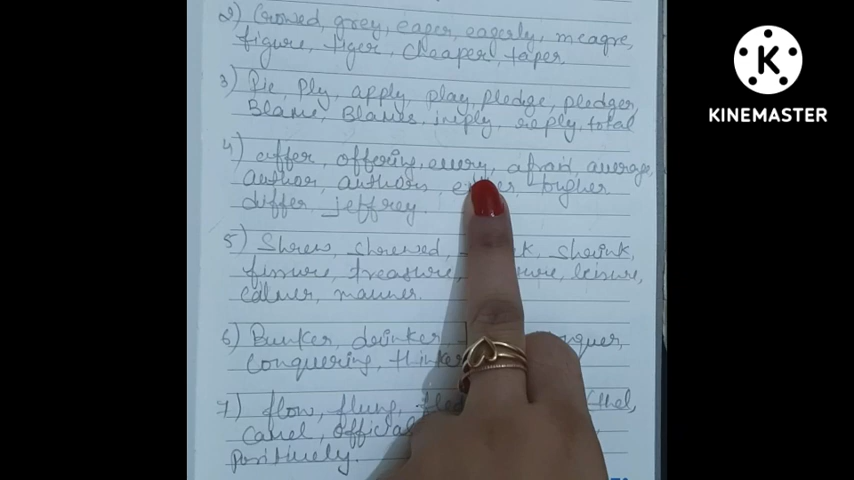 2) Crowed, grey, eager, eagerly, meagre,
figure, tiger, cheaper, taper.
3) Pie, Ply, apply, play, pledge, pledger,
Blame, Blames, imply, reply, total
4) offer, offering, every, afraid, average,
author, authors, higher
differ, jeffrey.
5) Shrew, shrewed, shrink,
fissure, treasure, leisure,
calmer, manner.
6) Bunker, drinker,
conquering, thinker
7) flow, flung,
official
positively.
KINEMASTER